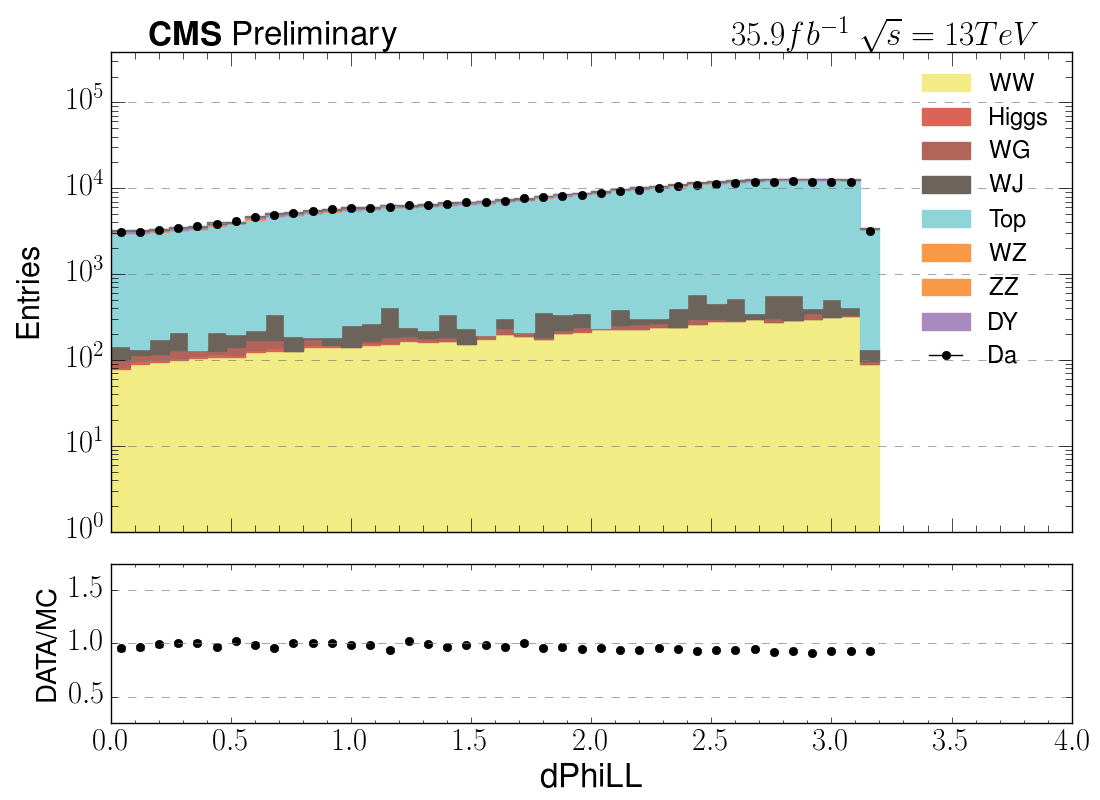 CMS Preliminary 35.9fb⁻¹ √s = 13TeV
Entries
10⁵
10⁴
10³
10²
10¹
10⁰
WW
Higgs
WG
WJ
Top
WZ
ZZ
DY
Da
DATA/MC
1.5
1.0
0.5
0.0 0.5 1.0 1.5 2.0 2.5 3.0 3.5 4.0
dPhiLL